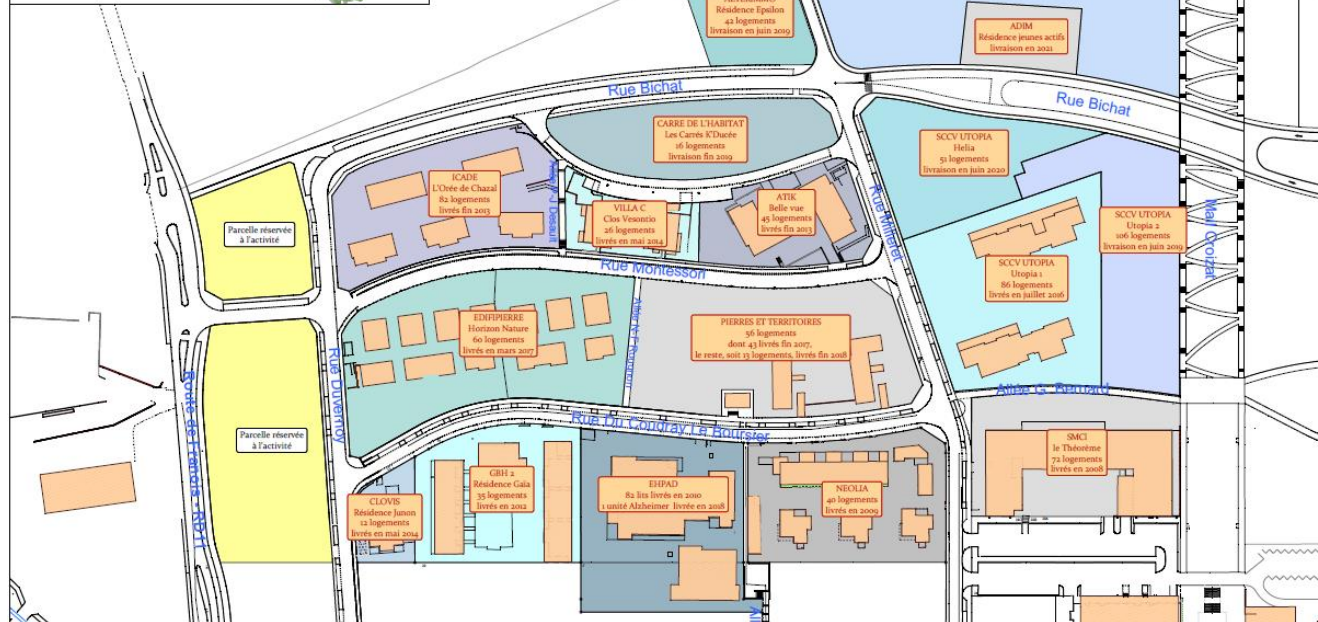 Résidence Epsilon
42 logements
livraison en juin 2019
ADIM
Résidence jeunes actifs
livraison en 2021
Rue Bichat
Rue Bichat
CARRE DE L'HABITAT
Les Carrés K'Ducée
16 logements
livraison fin 2019
SCCV UTOPIA
Helia
51 logements
livraison en juin 2020
ICADE
L'Orée de Chazal
82 logements
livrés fin 2013
Allée P-J Desault
VILLA C
Clos Vesontio
26 logements
livrés en mai 2014
ATIK
Belle vue
45 logements
livrés fin 2013
Rue Milleret
SCCV UTOPIA
Utopia 2
106 logements
livraison en juin 2019
Mail Croizat
Parcelle réservée
à l'activité
Rue Montesson
SCCV UTOPIA
Utopia 1
86 logements
livrés en juillet 2016
EDIFIPIERRE
Horizon Nature
60 logements
livrés en mars 2017
PIERRES ET TERRITOIRES
56 logements
dont 43 livrés fin 2017,
le reste, soit 13 logements, livrés fin 2018
Rue Duvernoy
Route de Franois - RD11
Allée G. Bernard
Rue Du Coudray Le Boursier
Parcelle réservée
à l'activité
SMCI
le Théorème
72 logements
livrés en 2008
CLOVIS
Résidence Junon
12 logements
livrés en mai 2014
GBH 2
Résidence Gaïa
35 logements
livrés en 2012
EHPAD
82 lits livrés en 2010
1 unité Alzheimer livrée en 2018
NEOLIA
40 logements
livrés en 2009